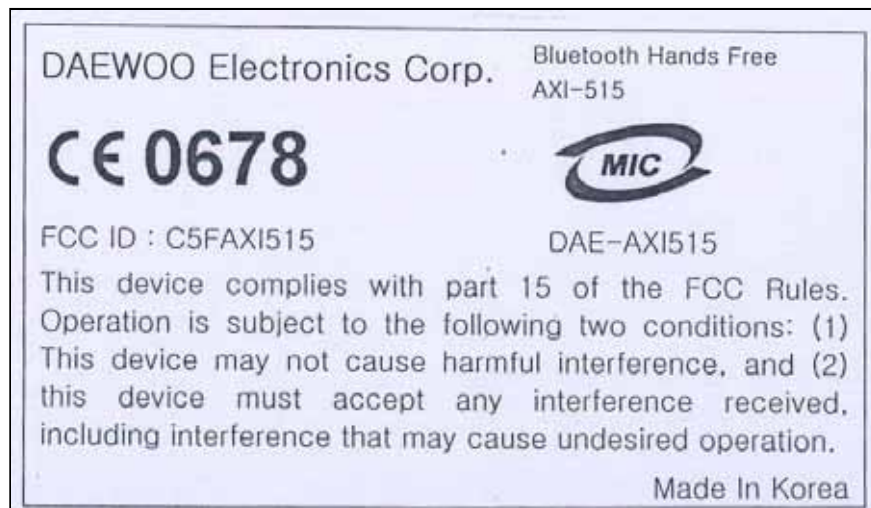 DAEWOO Electronics Corp.
Bluetooth Hands Free
AXI-515
CE 0678
MIC
FCC ID : C5FAXI515
DAE-AXI515
This device complies with part 15 of the FCC Rules.
Operation is subject to the following two conditions: (1)
This device may not cause harmful interference, and (2)
this device must accept any interference received,
including interference that may cause undesired operation.
Made In Korea